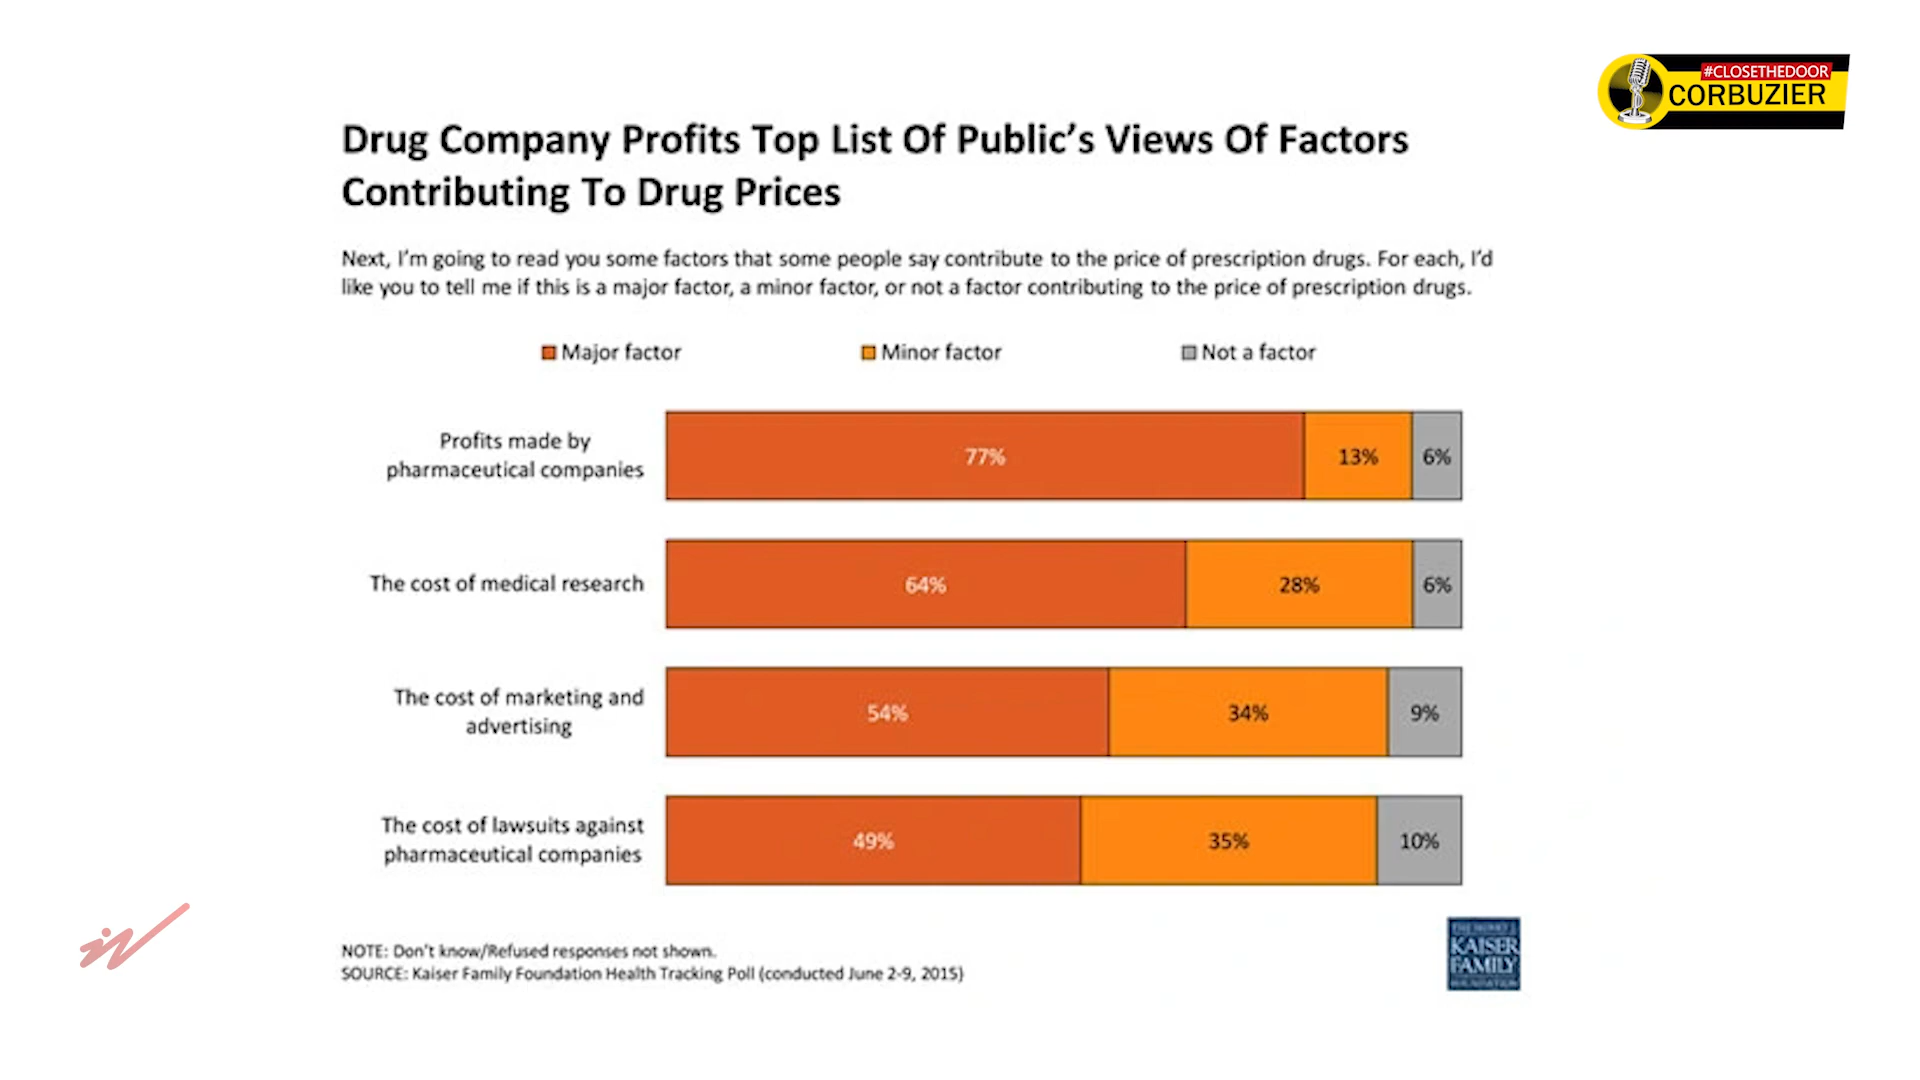 #CLOSETHEDOOR
CORBUZIER
Drug Company Profits Top List Of Public's Views Of Factors
Contributing To Drug Prices
Next, I'm going to read you some factors that some people say contribute to the price of prescription drugs. For each, I'd
like you to tell me if this is a major factor, a minor factor, or not a factor contributing to the price of prescription drugs.
Major factor Minor factor Not a factor
Profits made by
pharmaceutical companies
77% 13% 6%
The cost of medical research
64% 28% 6%
The cost of marketing and
advertising
54% 34% 9%
The cost of lawsuits against
pharmaceutical companies
49% 35% 10%
NOTE: Don't know/Refused responses not shown.
SOURCE: Kaiser Family Foundation Health Tracking Poll (conducted June 2-9, 2015)
KAISER
FAMILY